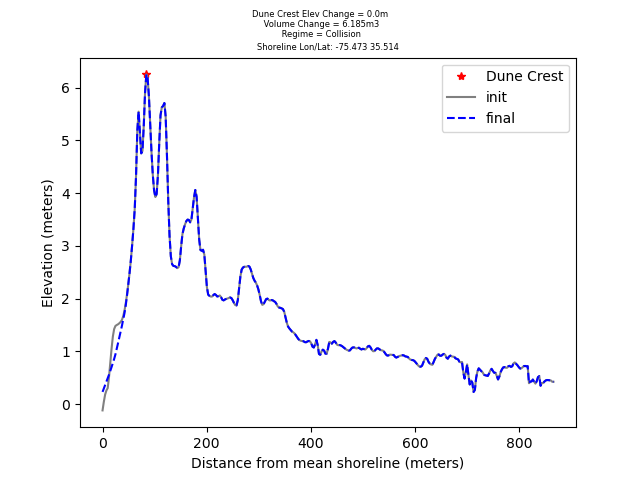 Dune Crest Elev Change = 0.0m
Volume Change = 6.185m3
Regime = Collision
Shoreline Lon/Lat: -75.473 35.514
Dune Crest
init
final
Elevation (meters)
6
5
4
3
2
1
0
0 200 400 600 800
Distance from mean shoreline (meters)